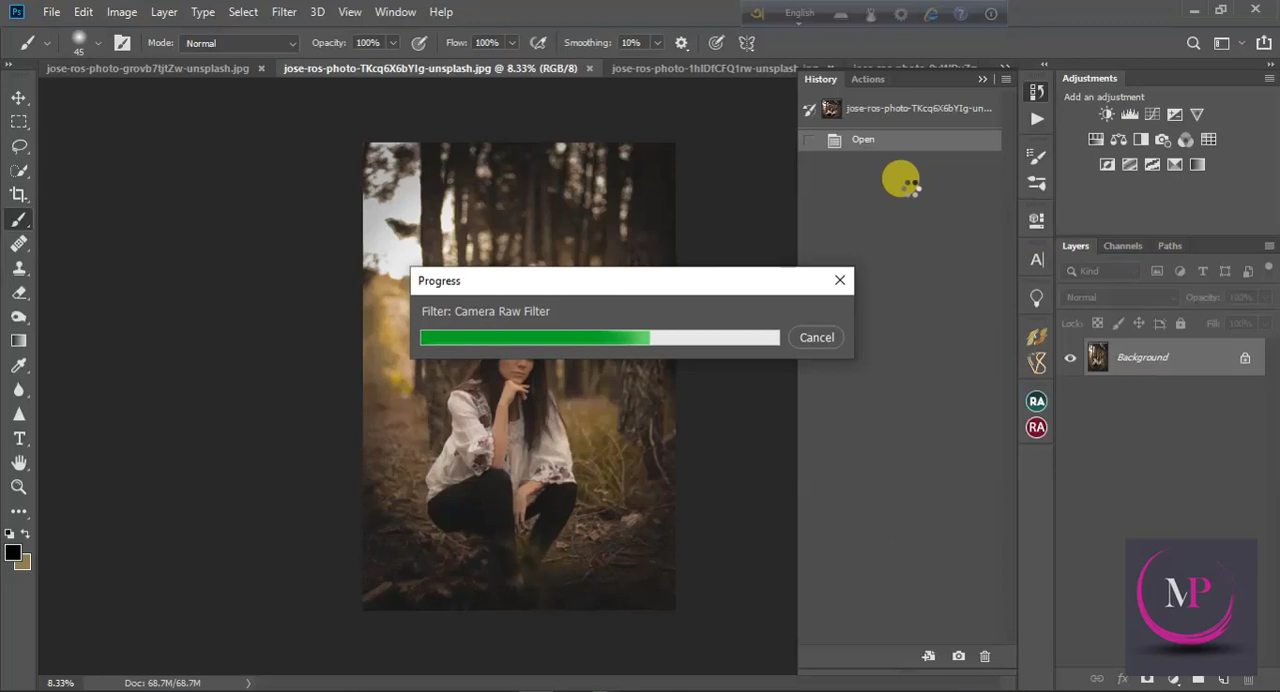 Ps File Edit Image Layer Type Select Filter 3D View Window Help
English
45 Mode: Normal Opacity: 100% Flow: 100% Smoothing: 10%
jose-ros-photo-grovb7tjtZw-unsplash.jpg jose-ros-photo-TKcq6X6bYIg-unsplash.jpg @ 8.33% (RGB/8) jose-ros-photo-1hIDfCFQ1rw-unsplash.jpg
History Actions
jose-ros-photo-TKcq6X6bYIg-un...
Open
Adjustments
Add an adjustment
Layers Channels Paths
Kind
Normal Opacity: 100%
Lock: Fill: 100%
Background
Progress
Filter: Camera Raw Filter
Cancel
RA
RA
MP
8.33% Doc: 68.7M/68.7M